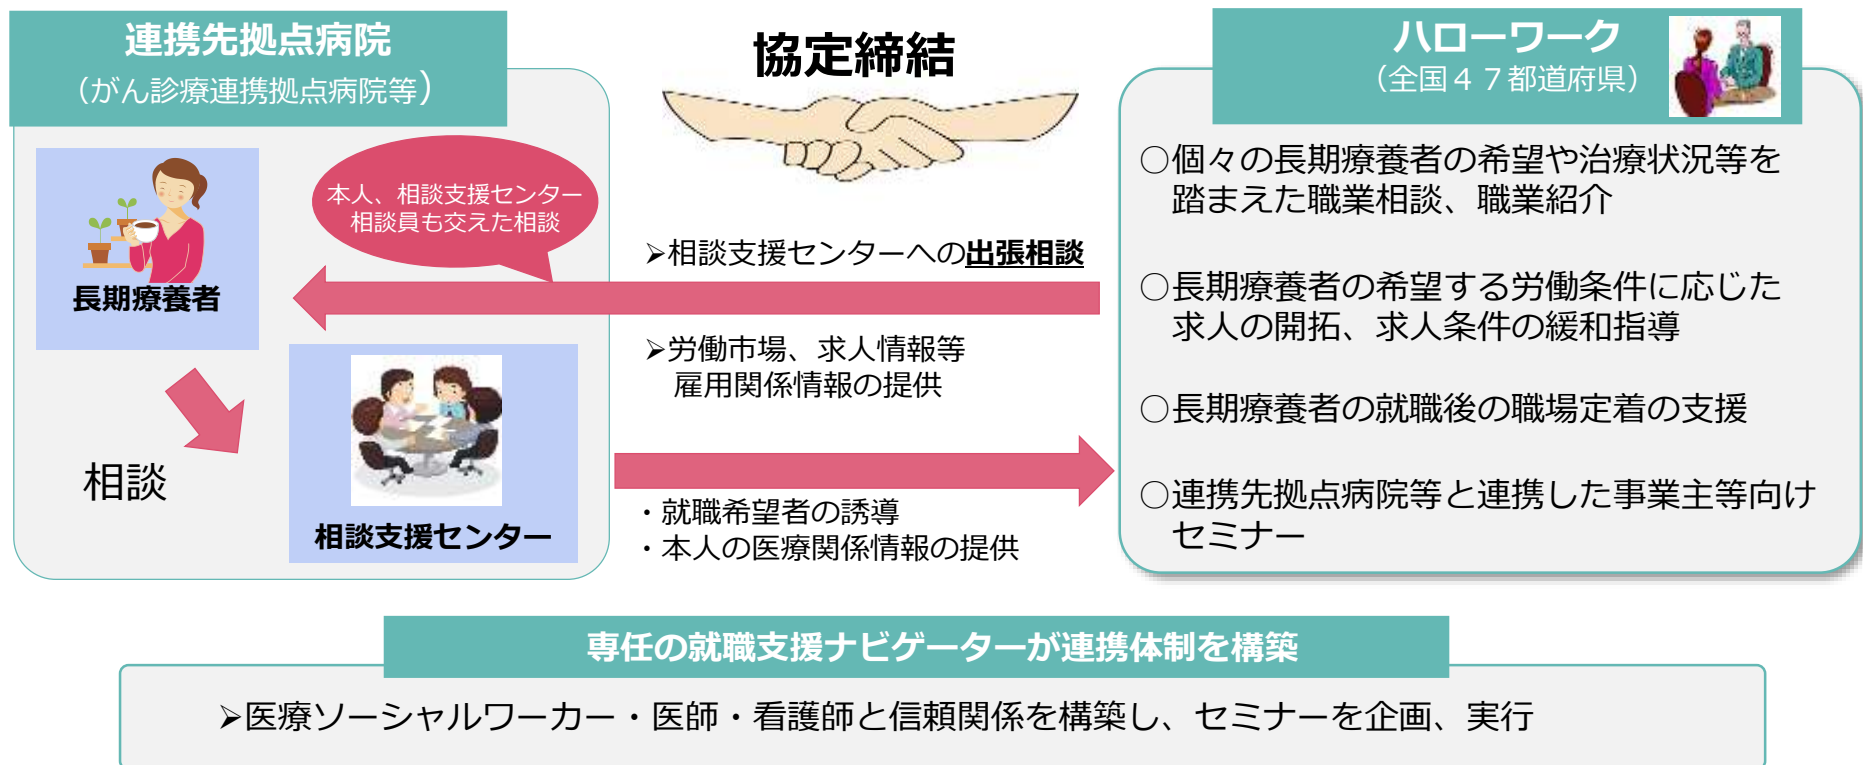 連携先拠点病院
（がん診療連携拠点病院等）
長期療養者
本人、相談支援センター
相談員も交えた相談
相談
相談支援センター
協定締結
➢相談支援センターへの出張相談
➢労働市場、求人情報等
雇用関係情報の提供
・就職希望者の誘導
・本人の医療関係情報の提供
ハローワーク
（全国４７都道府県）
○個々の長期療養者の希望や治療状況等を
踏まえた職業相談、職業紹介
○長期療養者の希望する労働条件に応じた
求人の開拓、求人条件の緩和指導
○長期療養者の就職後の職場定着の支援
○連携先拠点病院等と連携した事業主等向け
セミナー
専任の就職支援ナビゲーターが連携体制を構築
➢医療ソーシャルワーカー・医師・看護師と信頼関係を構築し、セミナーを企画、実行